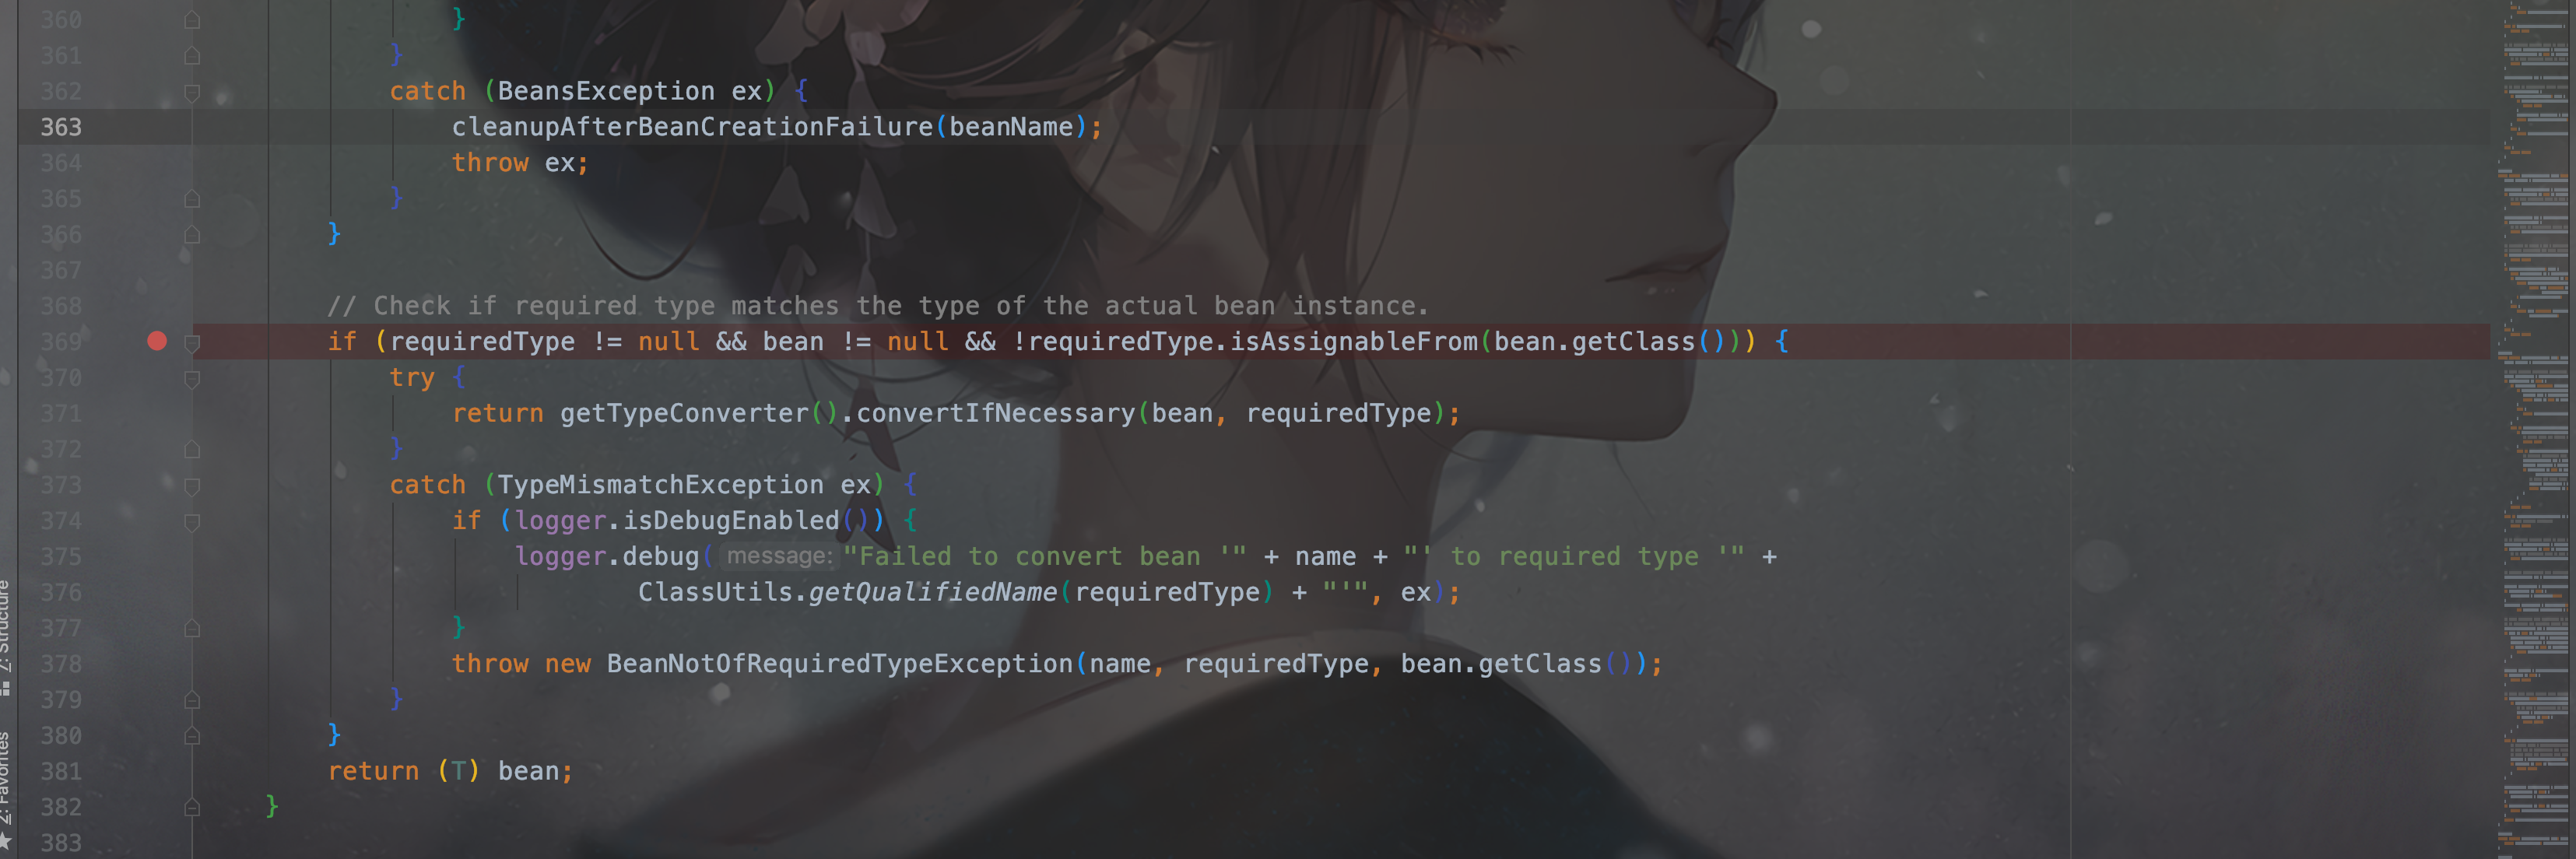 360 }
361 }
362 catch (BeansException ex) {
363 cleanupAfterBeanCreationFailure(beanName);
364 throw ex;
365 }
366 }
367
368 // Check if required type matches the type of the actual bean instance.
369 if (requiredType != null && bean != null && !requiredType.isAssignableFrom(bean.getClass())) {
370 try {
371 return getTypeConverter().convertIfNecessary(bean, requiredType);
372 }
373 catch (TypeMismatchException ex) {
374 if (logger.isDebugEnabled()) {
375 logger.debug( message: "Failed to convert bean '" + name + "' to required type '" +
376 ClassUtils.getQualifiedName(requiredType) + "'", ex);
377 }
378 throw new BeanNotOfRequiredTypeException(name, requiredType, bean.getClass());
379 }
380 }
381 return (T) bean;
382 }
383
7: Structure
2: Favorites